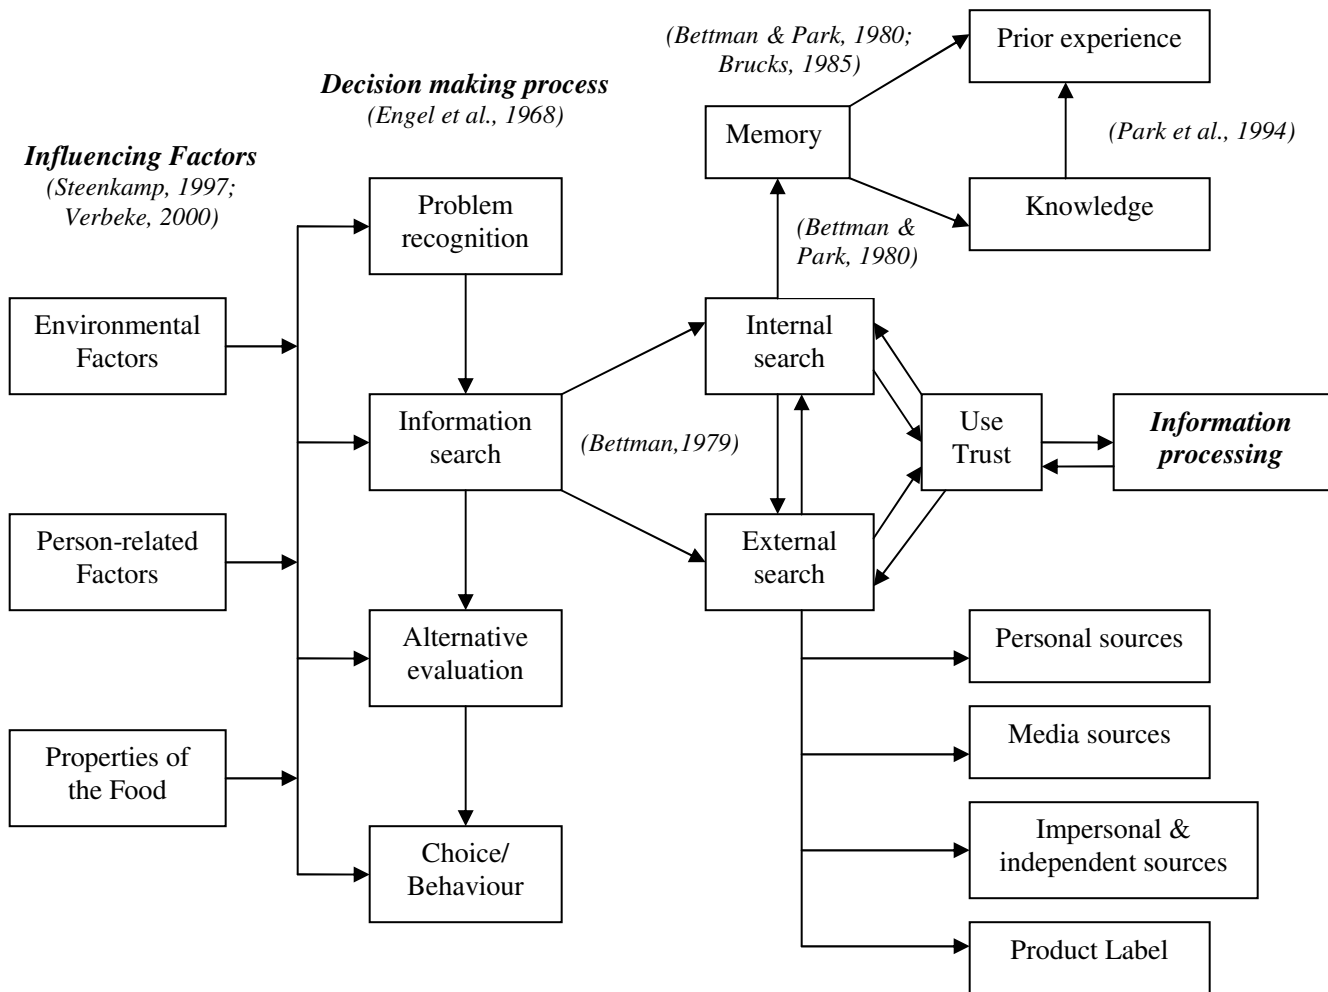 Influencing Factors
(Steenkamp, 1997;
Verbeke, 2000)
Environmental
Factors
Person-related
Factors
Properties of
the Food
Decision making process
(Engel et al., 1968)
Problem
recognition
Information
search
Alternative
evaluation
Choice/
Behaviour
(Bettman,1979)
(Bettman & Park, 1980;
Brucks, 1985)
Memory
Prior experience
(Park et al., 1994)
Knowledge
(Bettman &
Park, 1980)
Internal
search
External
search
Use
Trust
Information
processing
Personal sources
Media sources
Impersonal &
independent sources
Product Label